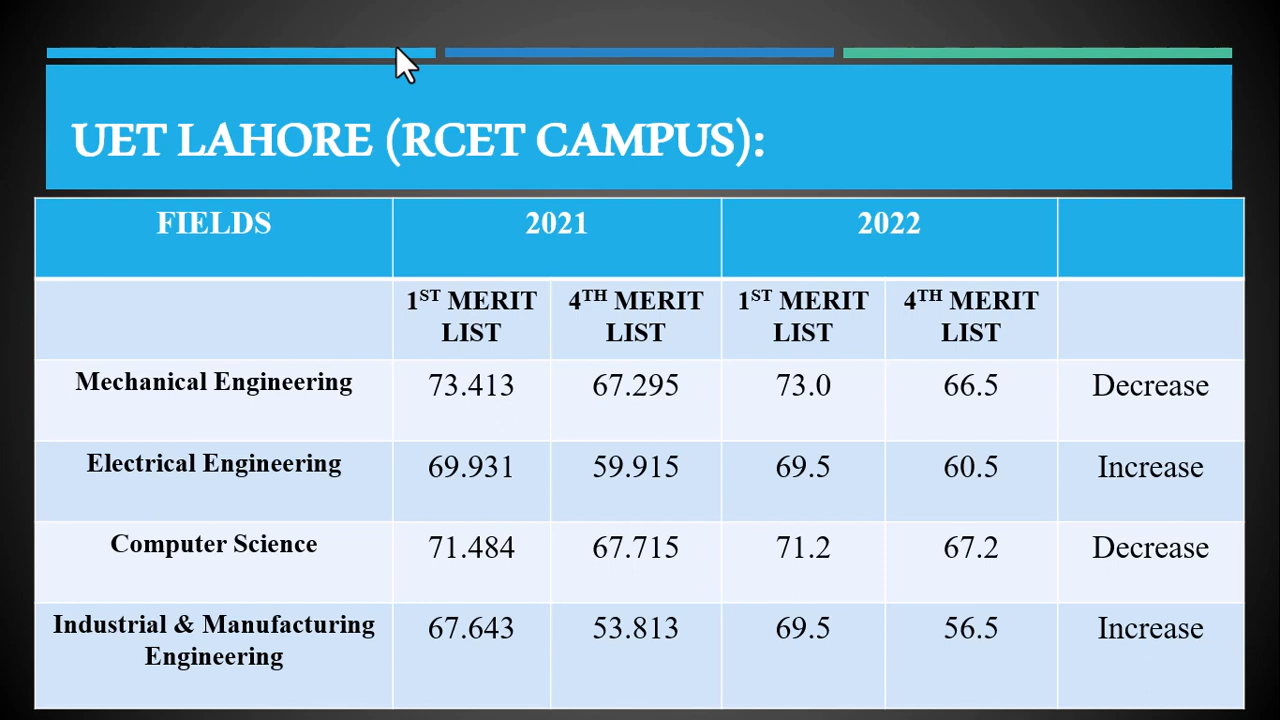 UET LAHORE (RCET CAMPUS):
FIELDS 2021 2022
1ST MERIT LIST 4TH MERIT LIST 1ST MERIT LIST 4TH MERIT LIST
Mechanical Engineering 73.413 67.295 73.0 66.5 Decrease
Electrical Engineering 69.931 59.915 69.5 60.5 Increase
Computer Science 71.484 67.715 71.2 67.2 Decrease
Industrial & Manufacturing Engineering 67.643 53.813 69.5 56.5 Increase